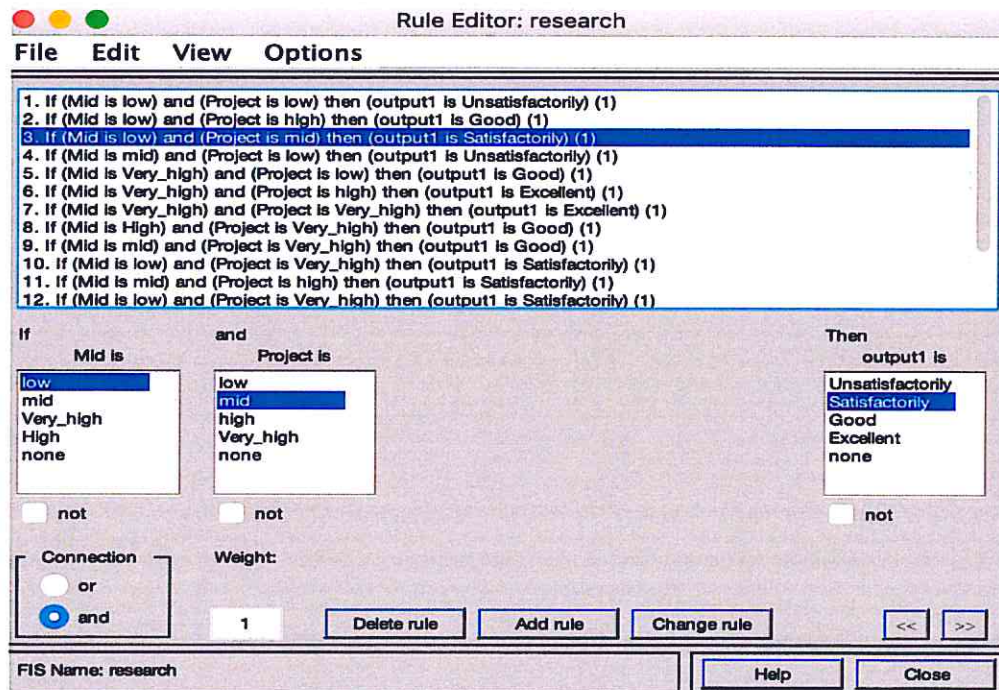 Rule Editor: research
File Edit View Options
1. If (Mid is low) and (Project is low) then (output1 is Unsatisfactorily) (1)
2. If (Mid is low) and (Project is high) then (output1 is Good) (1)
3. If (Mid is low) and (Project is mid) then (output1 is Satisfactorily) (1)
4. If (Mid is mid) and (Project is low) then (output1 is Unsatisfactorily) (1)
5. If (Mid is Very_high) and (Project is low) then (output1 is Good) (1)
6. If (Mid is Very_high) and (Project is high) then (output1 is Excellent) (1)
7. If (Mid is Very_high) and (Project is Very_high) then (output1 is Excellent) (1)
8. If (Mid is High) and (Project is Very_high) then (output1 is Good) (1)
9. If (Mid is mid) and (Project is Very_high) then (output1 is Good) (1)
10. If (Mid is low) and (Project is Very_high) then (output1 is Satisfactorily) (1)
11. If (Mid is mid) and (Project is high) then (output1 is Satisfactorily) (1)
12. If (Mid is low) and (Project is Very_high) then (output1 is Satisfactorily) (1)
If
Mid is
low
mid
Very_high
High
none
not
and
Project is
low
mid
high
Very_high
none
not
Then
output1 is
Unsatisfactorily
Satisfactorily
Good
Excellent
none
not
Connection
or
and
Weight:
1
Delete rule
Add rule
Change rule
<<
>>
FIS Name: research
Help
Close